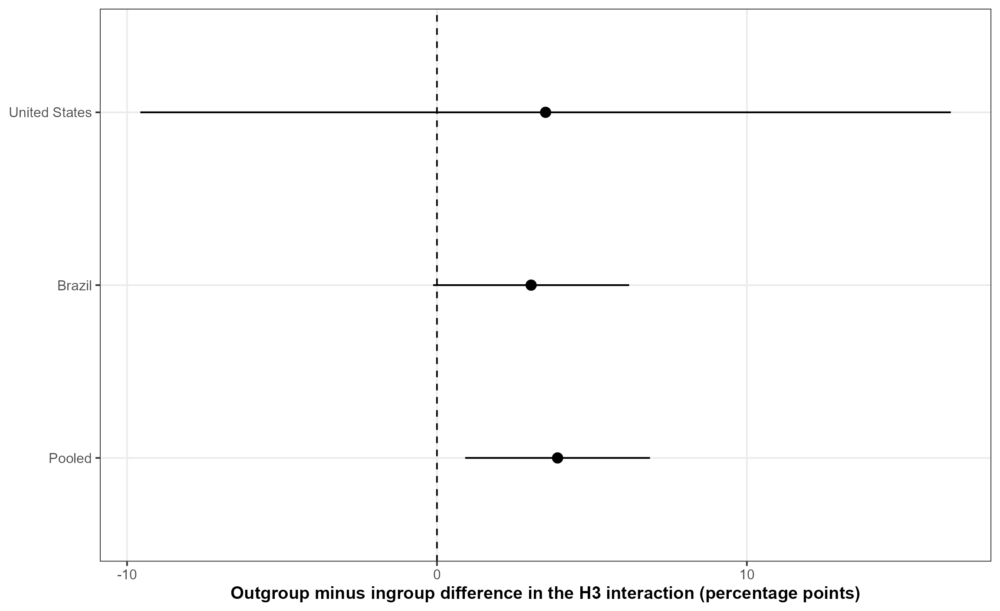 United States
Brazil
Pooled
-10 0 10
Outgroup minus ingroup difference in the H3 interaction (percentage points)